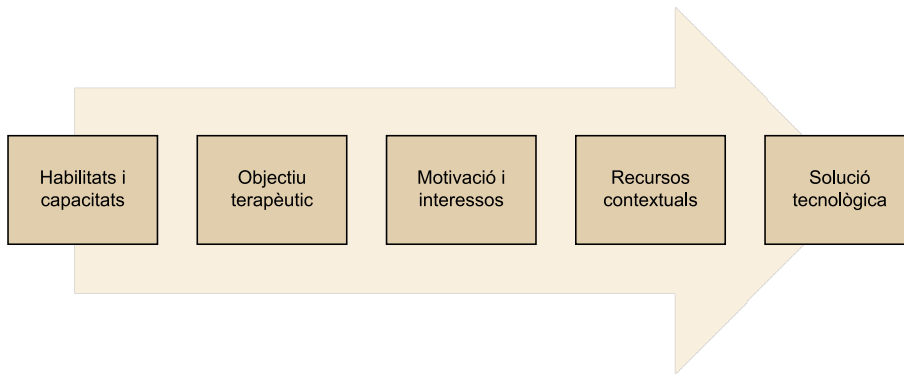 Habilitats i
capacitats
Objectiu
terapèutic
Motivació i
interessos
Recursos
contextuals
Solució
tecnològica